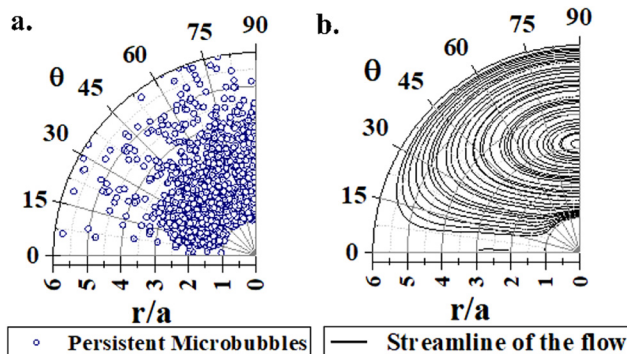 a.
90
75
60
θ
45
30
15
0
6 5 4 3 2 1 0
r/a
Persistent Microbubbles
b.
90
75
60
θ
45
30
15
0
6 5 4 3 2 1 0
r/a
Streamline of the flow